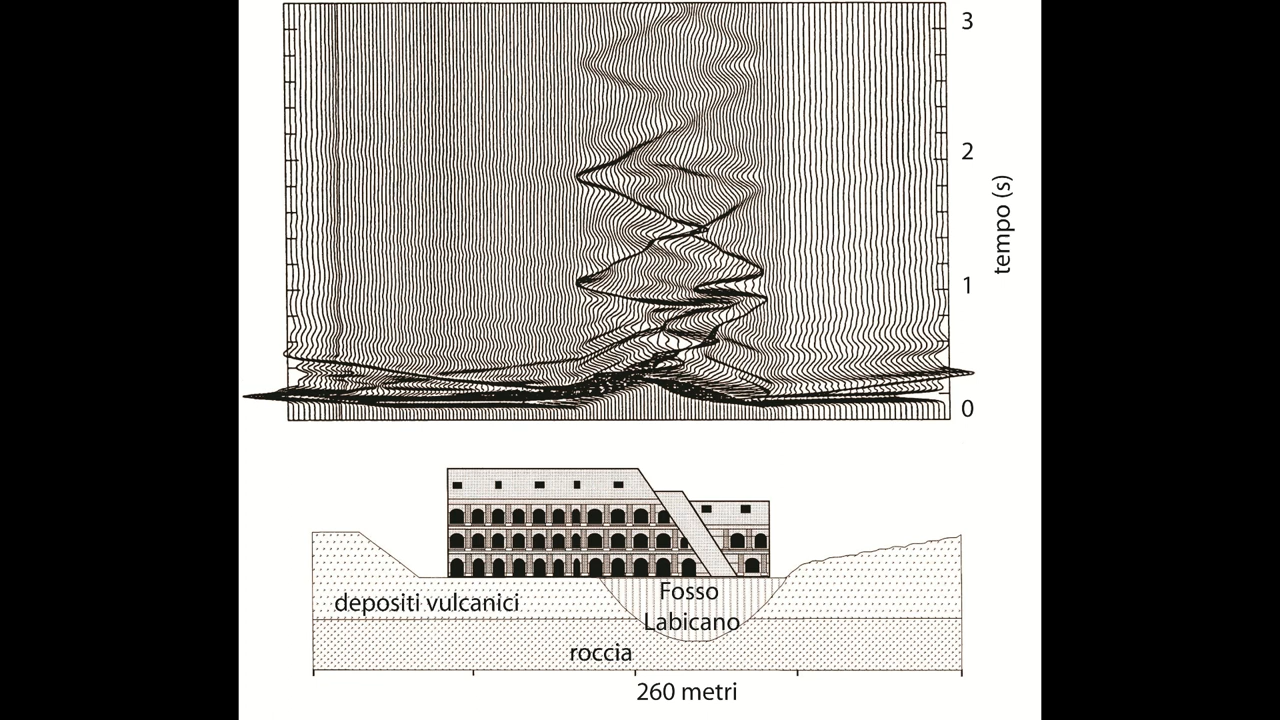 3
2
tempo (s)
1
0
depositi vulcanici
Fosso
Labicano
roccia
260 metri